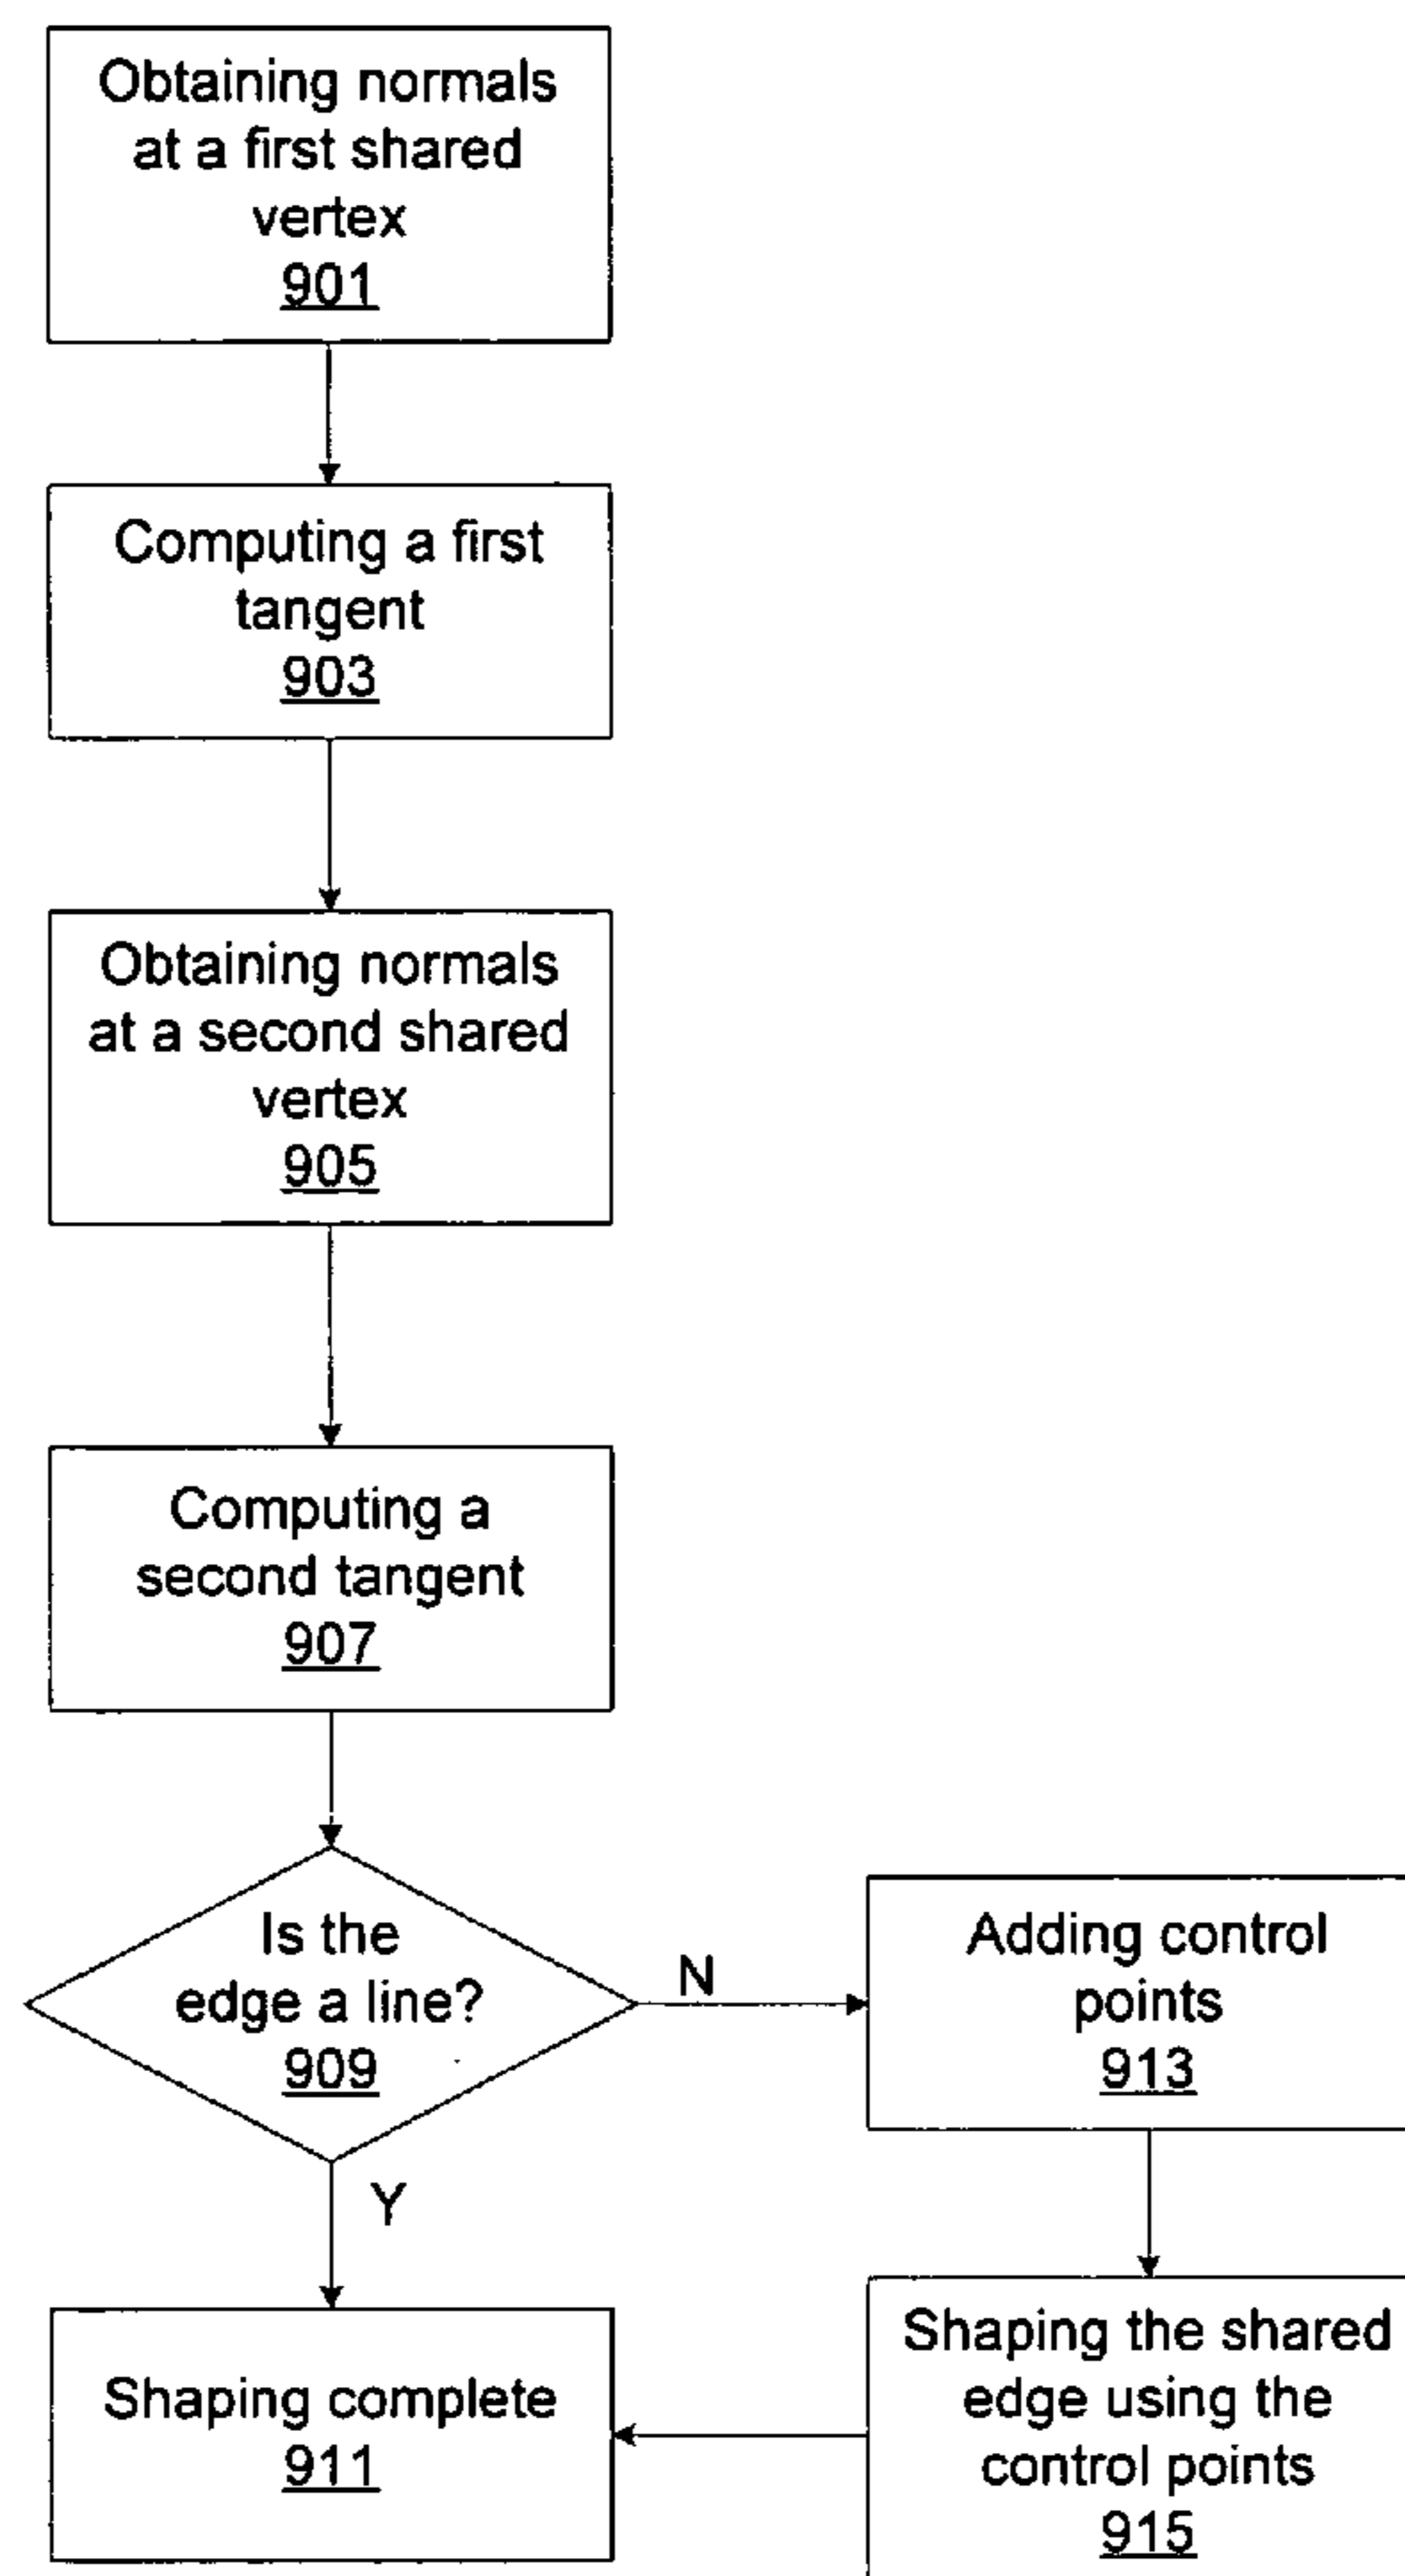 Obtaining normals
at a first shared
vertex
901
Computing a first
tangent
903
Obtaining normals
at a second shared
vertex
905
Computing a
second tangent
907
Is the
edge a line?
909
N
Adding control
points
913
Y
Shaping complete
911
Shaping the shared
edge using the
control points
915